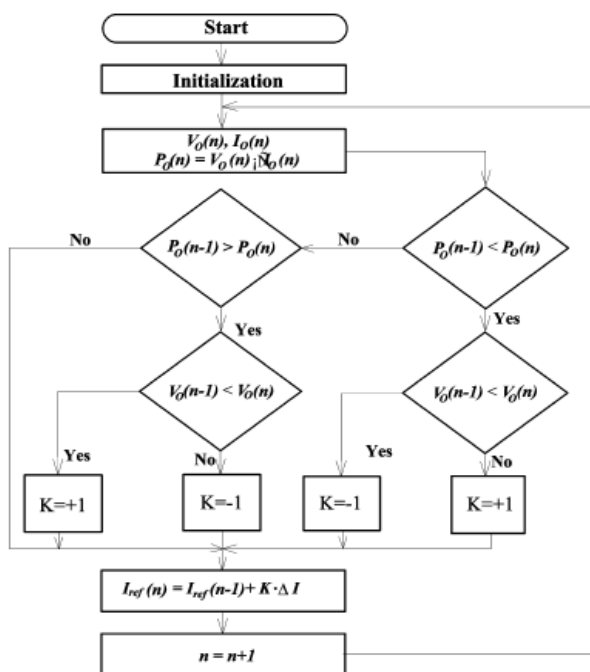 Start
Initialization
V_O(n), I_O(n)
P_O(n) = V_O(n)¡ÑI_O(n)
No
P_O(n-1) > P_O(n)
No
P_O(n-1) < P_O(n)
Yes
Yes
V_O(n-1) < V_O(n)
V_O(n-1) < V_O(n)
Yes
No
Yes
No
K=+1
K=-1
K=-1
K=+1
I_ref(n) = I_ref(n-1)+ K·Δ I
n = n+1